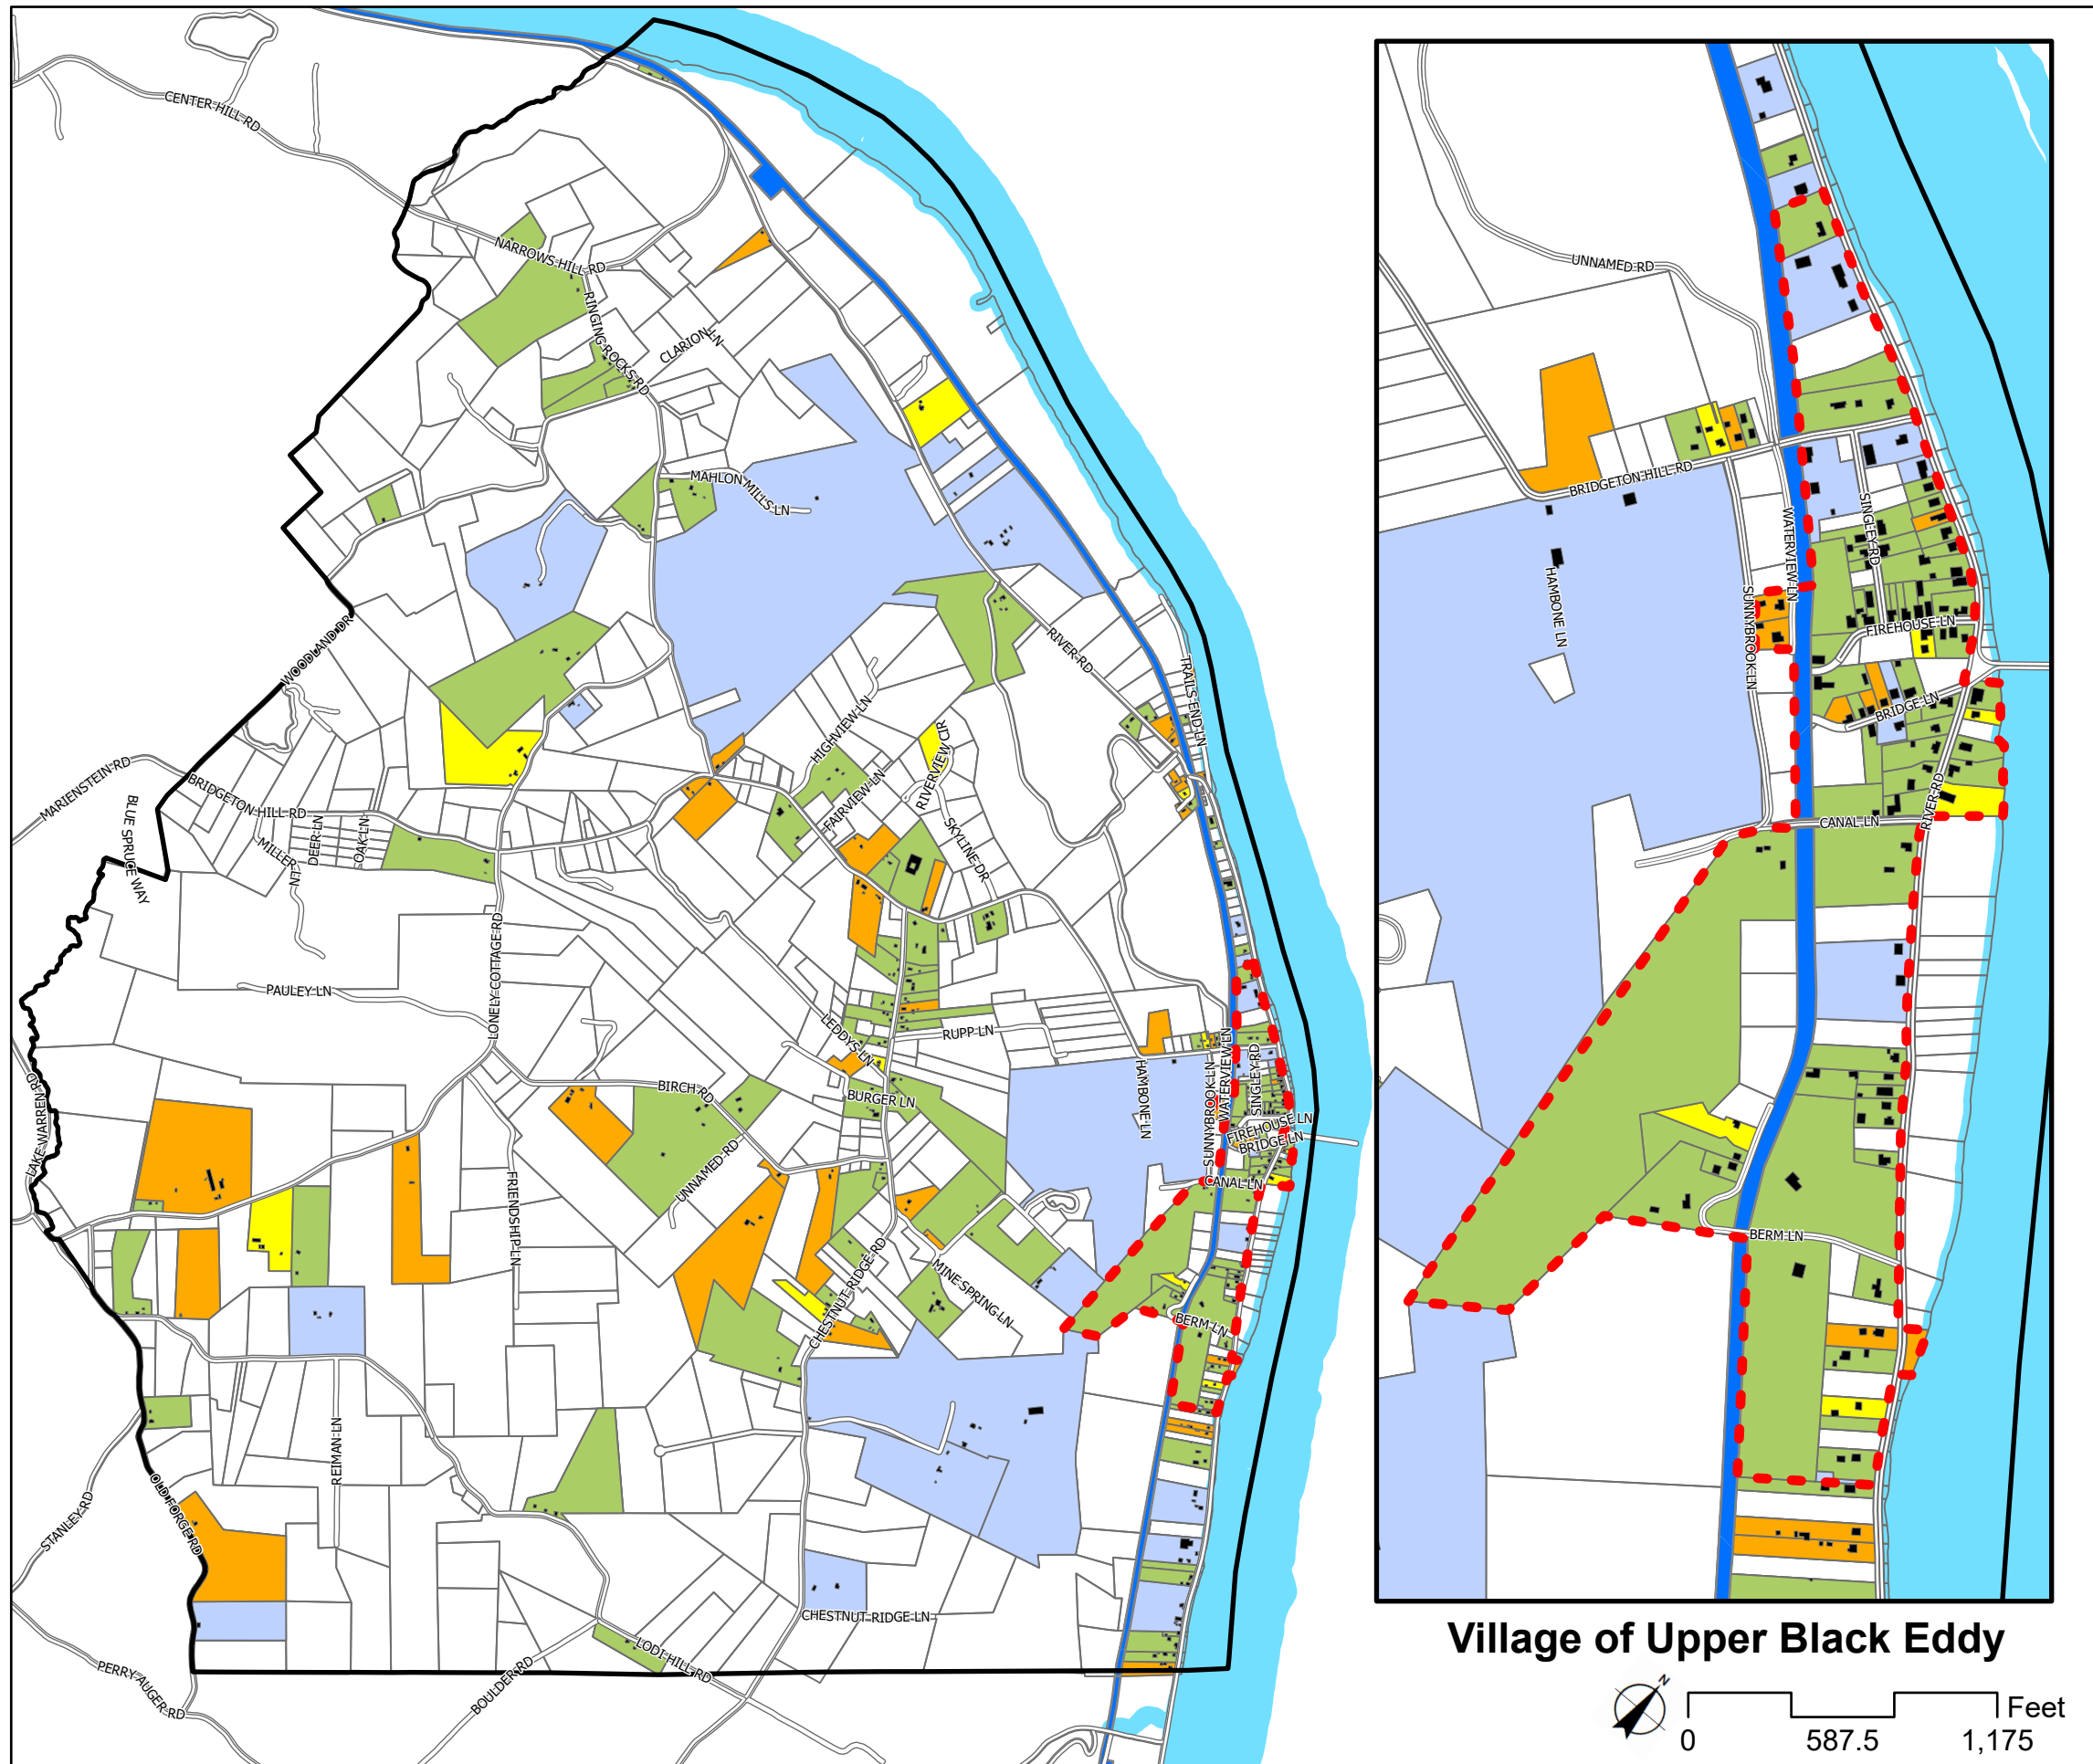 CENTER HILL RD
NARROWS HILL RD
RINGING ROCKS RD
CLARION LN
MAHLON MILLS LN
WOODLAND DR
RIVER RD
TRAILS END LN
HIGHVIEW LN
FAIRVIEW LN
RIVERVIEW CIR
SKYLINE DR
MARIENSTEIN RD
BLUE SPRUCE WAY
BRIDGETON HILL RD
MILLER LN
DEER LN
OAK LN
LONELY COTTAGE RD
PAULEY LN
LEDDYS LN
RUPP LN
BIRCH RD
BURGER LN
HAMBONE LN
SUNNYBROOK LN
WATERVIEW LN
SINGLEY RD
FIREHOUSE LN
BRIDGE LN
CANAL LN
LAKE WARREN RD
FRIENDSHIP LN
UNNAMED RD
CHESTNUT RIDGE RD
MINE SPRING LN
BERM LN
REIMAN LN
STANLEY RD
OLD FORGE RD
CHESTNUT RIDGE LN
LODI HILL RD
BOULDER RD
PERRY AUGER RD
UNNAMED RD
BRIDGETON HILL RD
WATERVIEW LN
SINGLEY RD
HAMBONE LN
SUNNYBROOK LN
FIREHOUSE LN
BRIDGE LN
RIVER RD
CANAL LN
BERM LN
Village of Upper Black Eddy
N
Feet
0 587.5 1,175